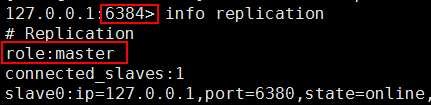 127.0.0.1:6384> info replication
# Replication
role:master
connected_slaves:1
slave0:ip=127.0.0.1,port=6380,state=online,